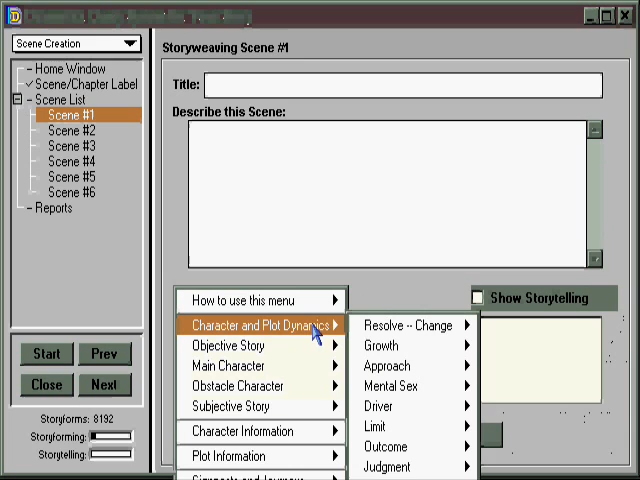 Scene Creation
Home Window
Scene/Chapter Label
Scene List
Scene #1
Scene #2
Scene #3
Scene #4
Scene #5
Scene #6
Reports
Start
Prev
Close
Next
Storyforms: 8192
Storyforming:
Storytelling:
Storyweaving Scene #1
Title:
Describe this Scene:
Show Storytelling
How to use this menu
Character and Plot Dynamics
Objective Story
Main Character
Obstacle Character
Subjective Story
Character Information
Plot Information
Signposts and Journeys
Resolve -- Change
Growth
Approach
Mental Sex
Driver
Limit
Outcome
Judgment